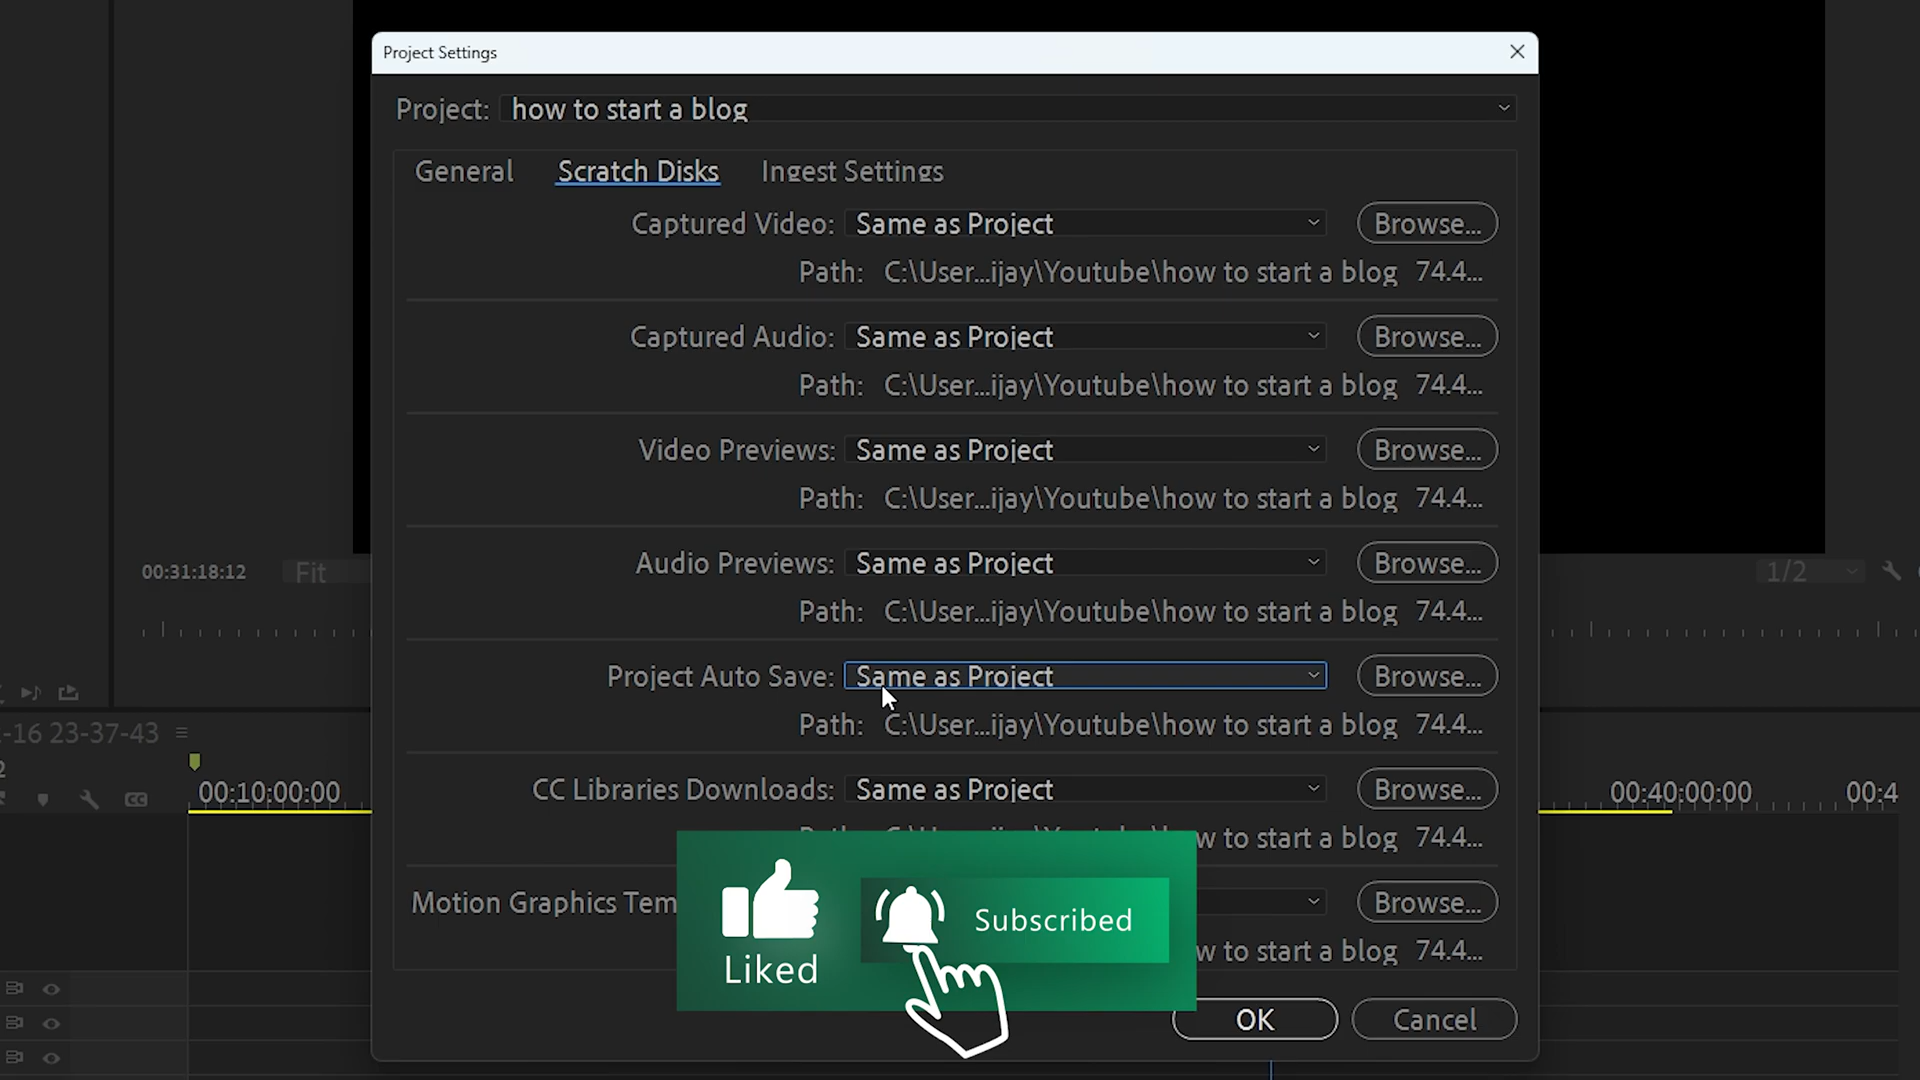 Project Settings
Project: how to start a blog
General Scratch Disks Ingest Settings
Captured Video: Same as Project Browse...
Path: C:\User...ijay\Youtube\how to start a blog 74.4...
Captured Audio: Same as Project Browse...
Path: C:\User...ijay\Youtube\how to start a blog 74.4...
Video Previews: Same as Project Browse...
Path: C:\User...ijay\Youtube\how to start a blog 74.4...
Audio Previews: Same as Project Browse...
00:31:18:12 Fit 1/2
Path: C:\User...ijay\Youtube\how to start a blog 74.4...
Project Auto Save: Same as Project Browse...
Path: C:\User...ijay\Youtube\how to start a blog 74.4...
-16 23-37-43
CC Libraries Downloads: Same as Project Browse...
00:10:00:00 00:40:00:00 00:4
w to start a blog 74.4...
Motion Graphics Tem Browse...
Subscribed
w to start a blog 74.4...
Liked
OK Cancel